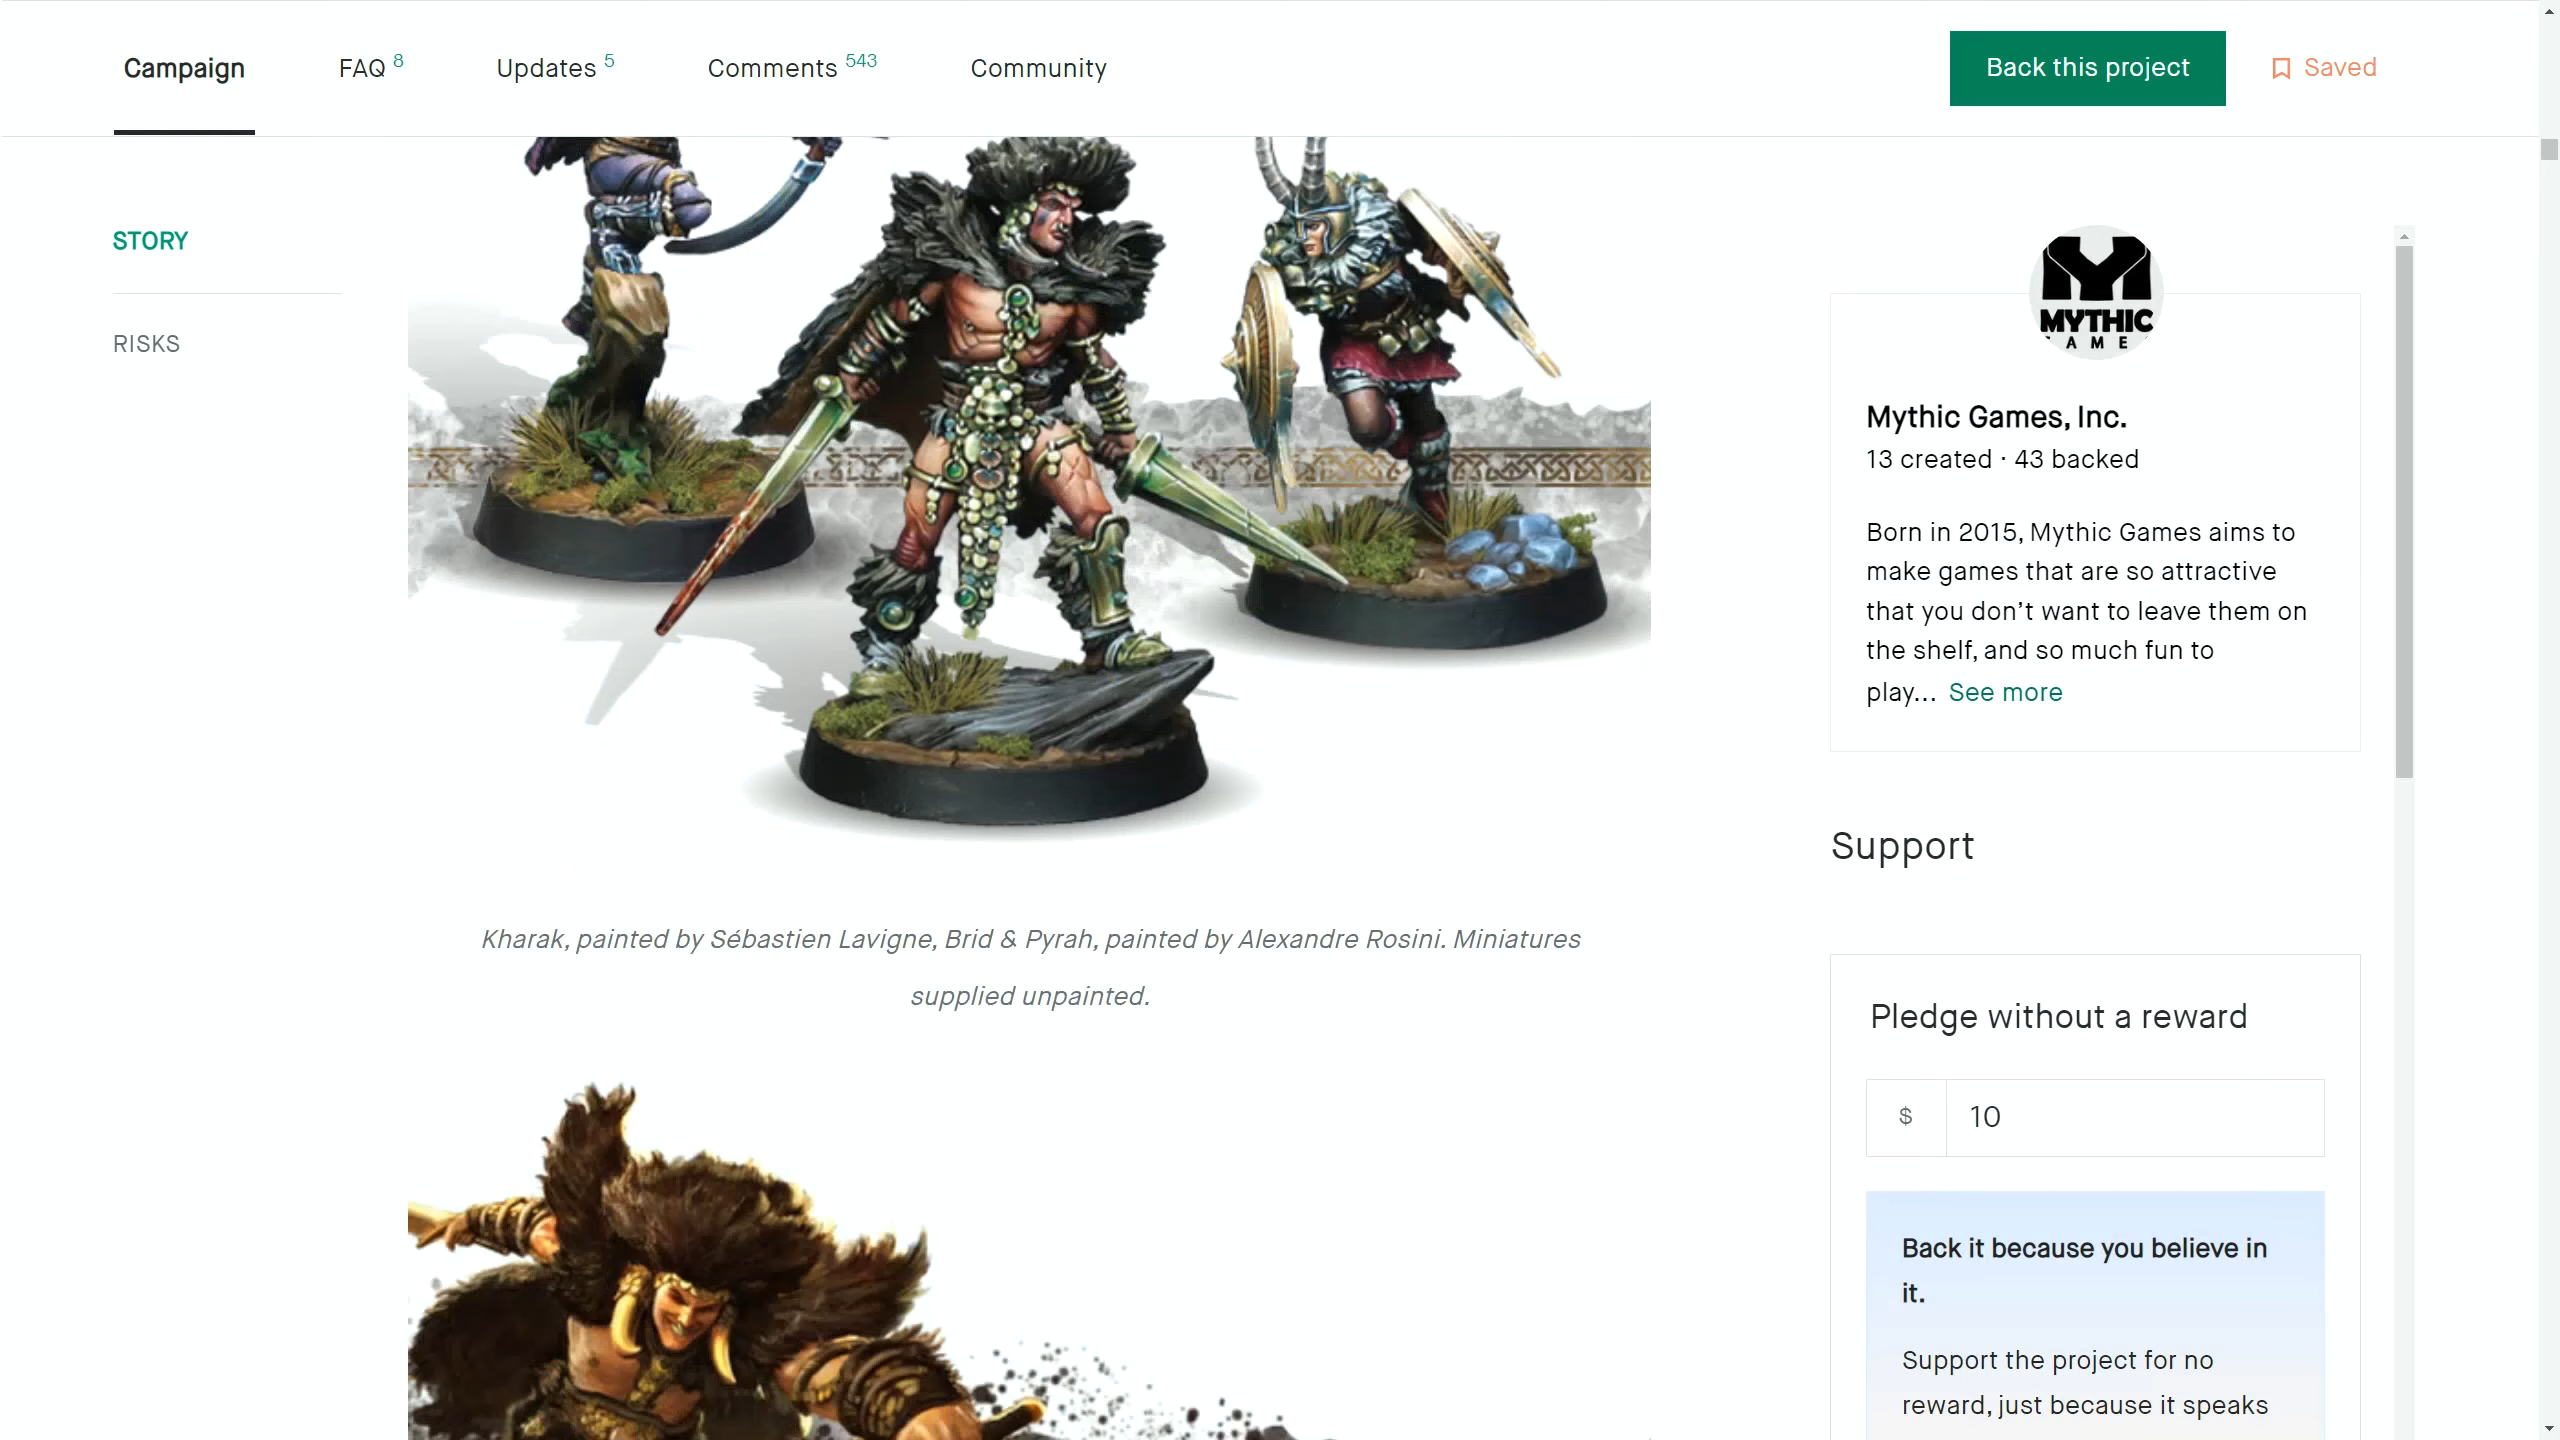 Campaign
FAQ 8
Updates 5
Comments 543
Community
Back this project
Saved
STORY
RISKS
Kharak, painted by Sébastien Lavigne, Brid & Pyrah, painted by Alexandre Rosini. Miniatures
supplied unpainted.
MYTHIC
AME
Mythic Games, Inc.
13 created · 43 backed
Born in 2015, Mythic Games aims to
make games that are so attractive
that you don’t want to leave them on
the shelf, and so much fun to
play... See more
Support
Pledge without a reward
$ 10
Back it because you believe in
it.
Support the project for no
reward, just because it speaks